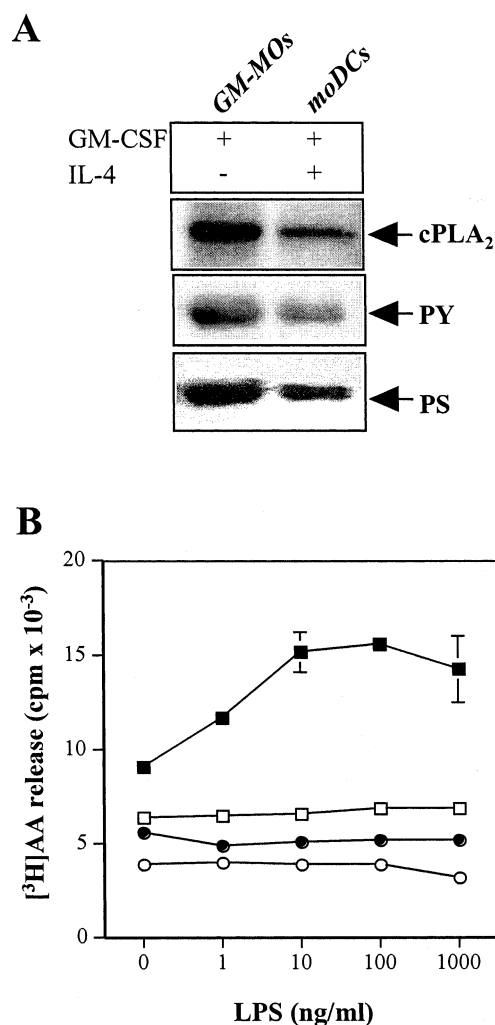 A
GM-MOs moDCs
GM-CSF + +
IL-4 - +
cPLA2
PY
PS
B
20
15
10
5
0
[3H]AA release (cpm x 10-3)
0 1 10 100 1000
LPS (ng/ml)